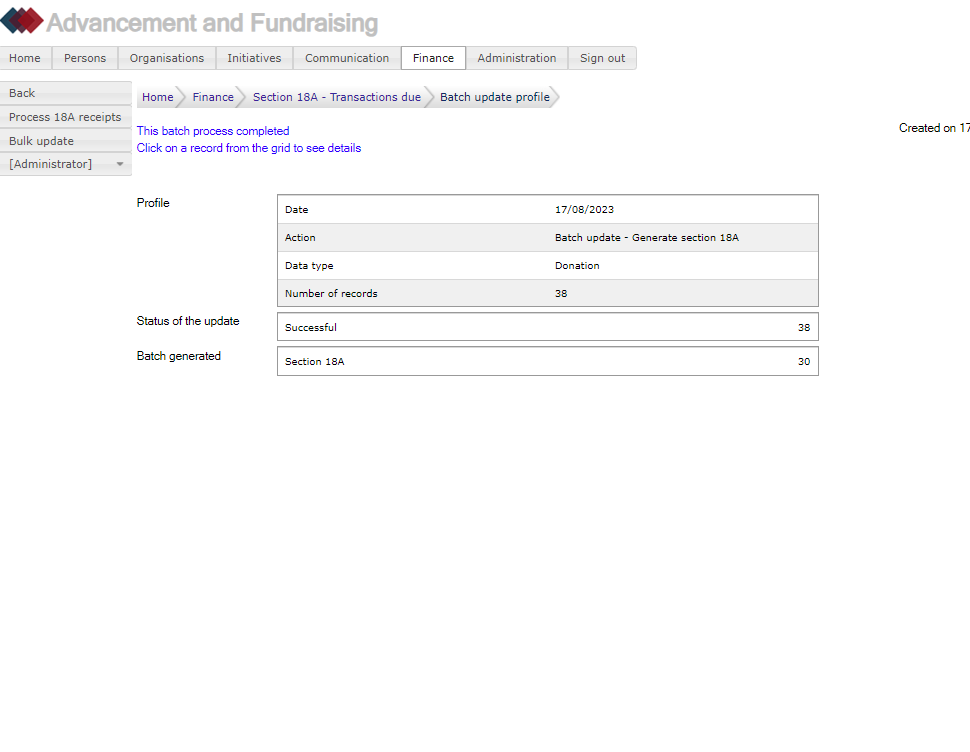 Advancement and Fundraising
Home Persons Organisations Initiatives Communication Finance Administration Sign out
Back
Process 18A receipts
Bulk update
[Administrator]
Home Finance Section 18A - Transactions due Batch update profile
This batch process completed
Click on a record from the grid to see details
Created on 17
Profile
Date 17/08/2023
Action Batch update - Generate section 18A
Data type Donation
Number of records 38
Status of the update
Successful 38
Batch generated
Section 18A 30